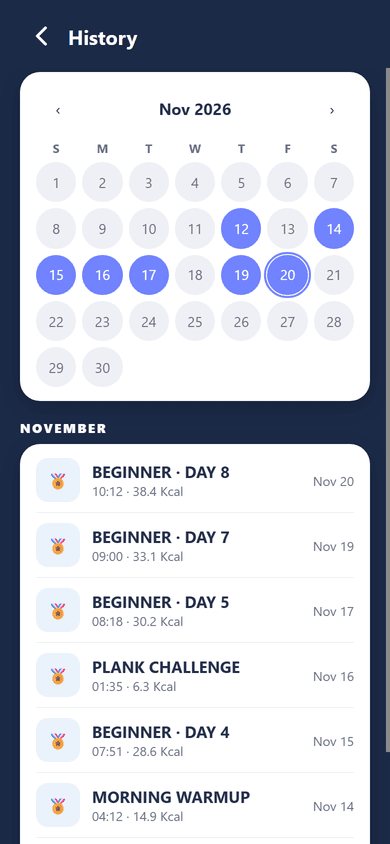 History
‹ Nov 2026 ›
S M T W T F S
1 2 3 4 5 6 7
8 9 10 11 12 13 14
15 16 17 18 19 20 21
22 23 24 25 26 27 28
29 30
NOVEMBER
BEGINNER · DAY 8
10:12 · 38.4 Kcal
Nov 20
BEGINNER · DAY 7
09:00 · 33.1 Kcal
Nov 19
BEGINNER · DAY 5
08:18 · 30.2 Kcal
Nov 17
PLANK CHALLENGE
01:35 · 6.3 Kcal
Nov 16
BEGINNER · DAY 4
07:51 · 28.6 Kcal
Nov 15
MORNING WARMUP
04:12 · 14.9 Kcal
Nov 14